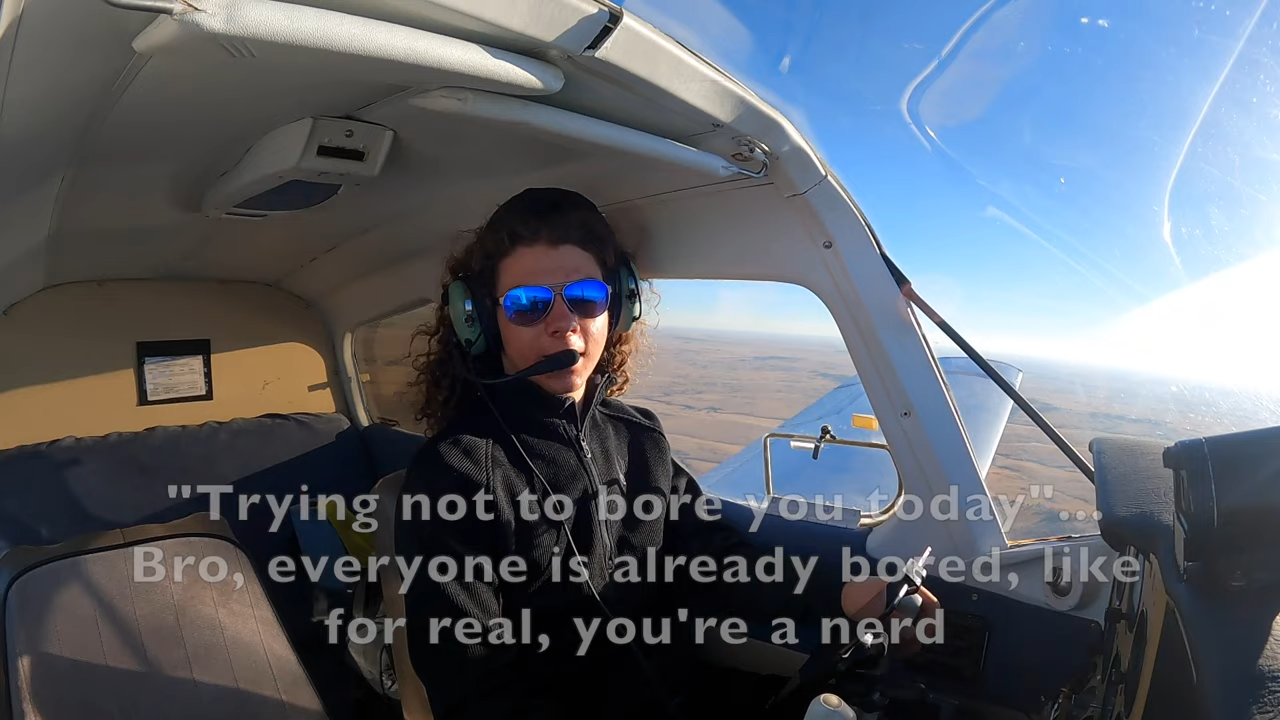 "Trying not to bore you today"...
Bro, everyone is already bored, like
for real, you're a nerd